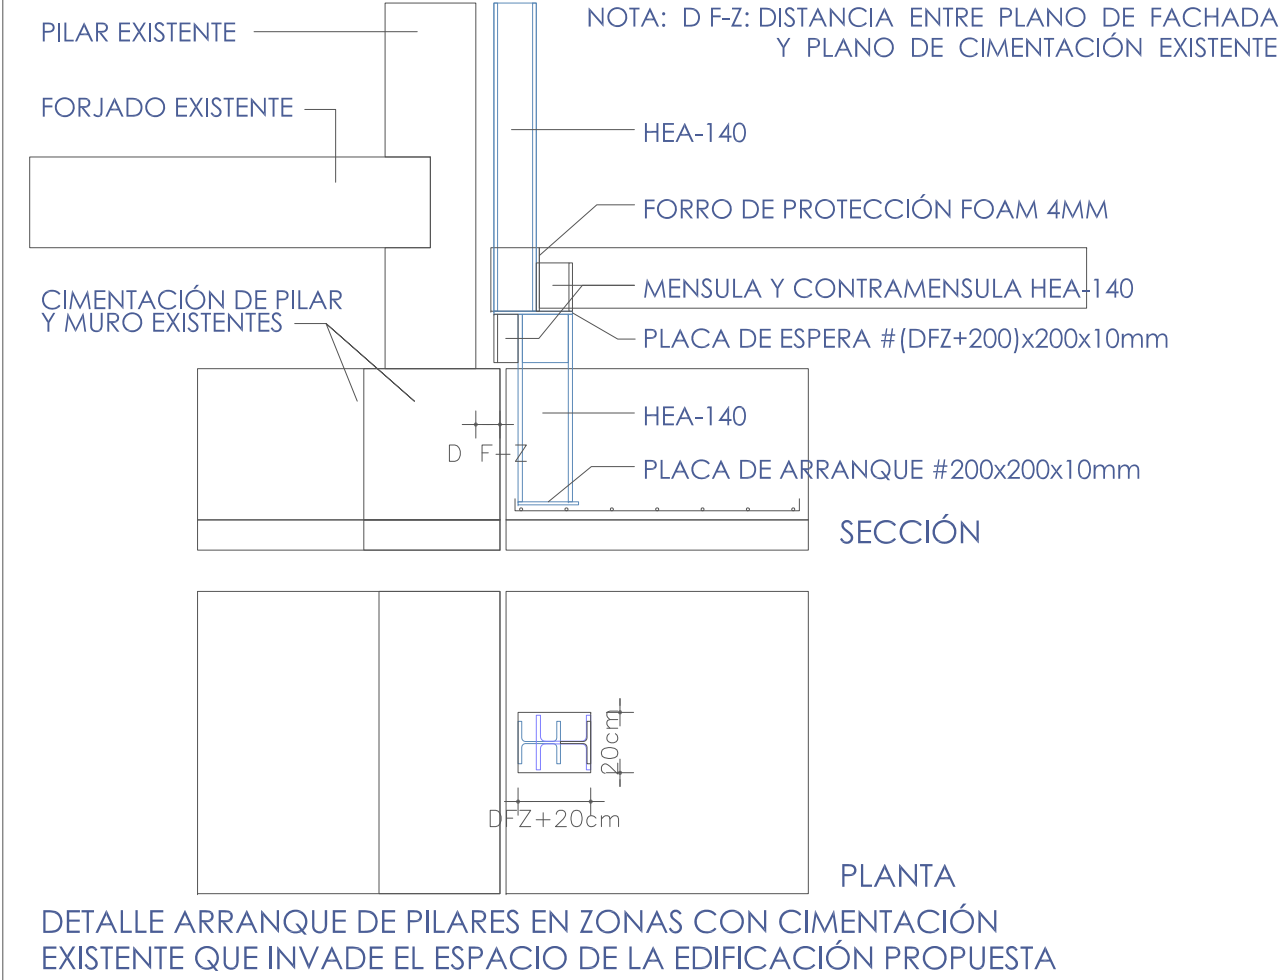 NOTA: D F-Z: DISTANCIA ENTRE PLANO DE FACHADA
Y PLANO DE CIMENTACIÓN EXISTENTE
PILAR EXISTENTE
FORJADO EXISTENTE
HEA-140
FORRO DE PROTECCIÓN FOAM 4MM
CIMENTACIÓN DE PILAR
Y MURO EXISTENTES
MENSULA Y CONTRAMENSULA HEA-140
PLACA DE ESPERA #(DFZ+200)x200x10mm
HEA-140
D F-Z
PLACA DE ARRANQUE #200x200x10mm
SECCIÓN
20cm
DFZ+20cm
PLANTA
DETALLE ARRANQUE DE PILARES EN ZONAS CON CIMENTACIÓN
EXISTENTE QUE INVADE EL ESPACIO DE LA EDIFICACIÓN PROPUESTA